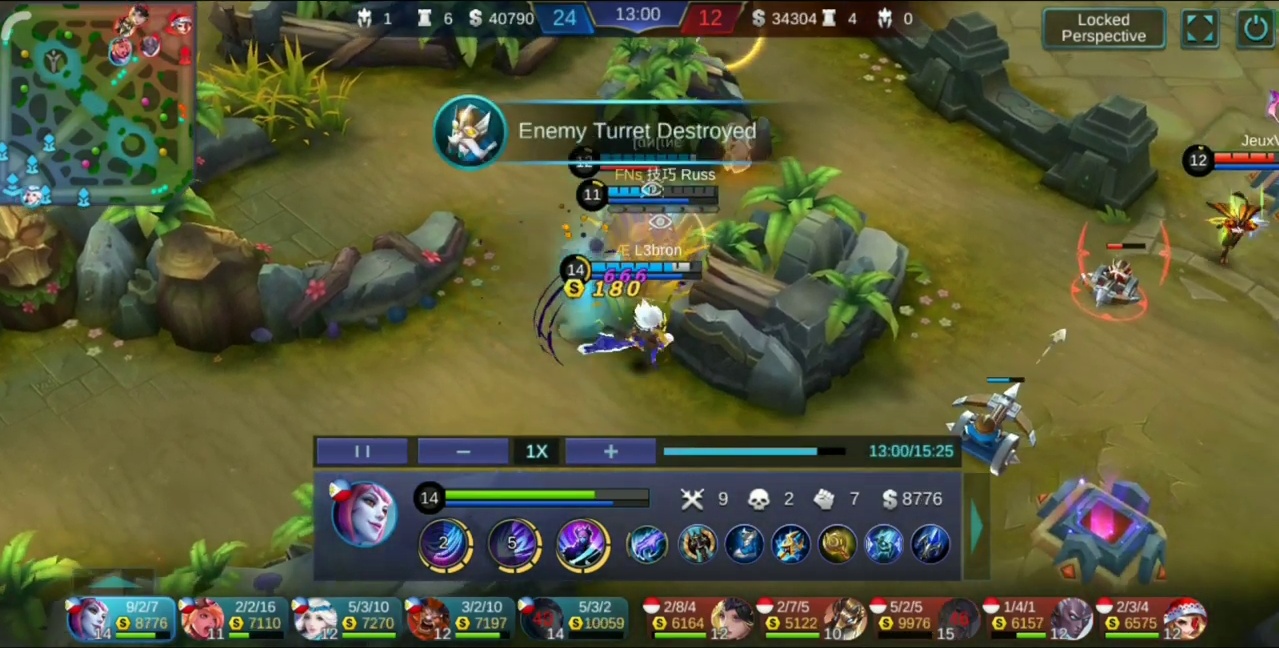 1 6 40790 24 13:00 12 34304 4 0
Locked
Perspective
Enemy Turret Destroyed
12
FNs 技巧 Russ
11
JeuxV
12
Æ L3bron
14
666
180
1X
13:00/15:25
14
9 2 7 8776
2 5
9/2/7 2/2/16 5/3/10 3/2/10 5/3/2 2/8/4 2/7/5 5/2/5 1/4/1 2/3/4
8776 7110 7270 7197 10059 6164 5122 9976 6157 6575
14 11 12 12 14 12 10 15 12 12